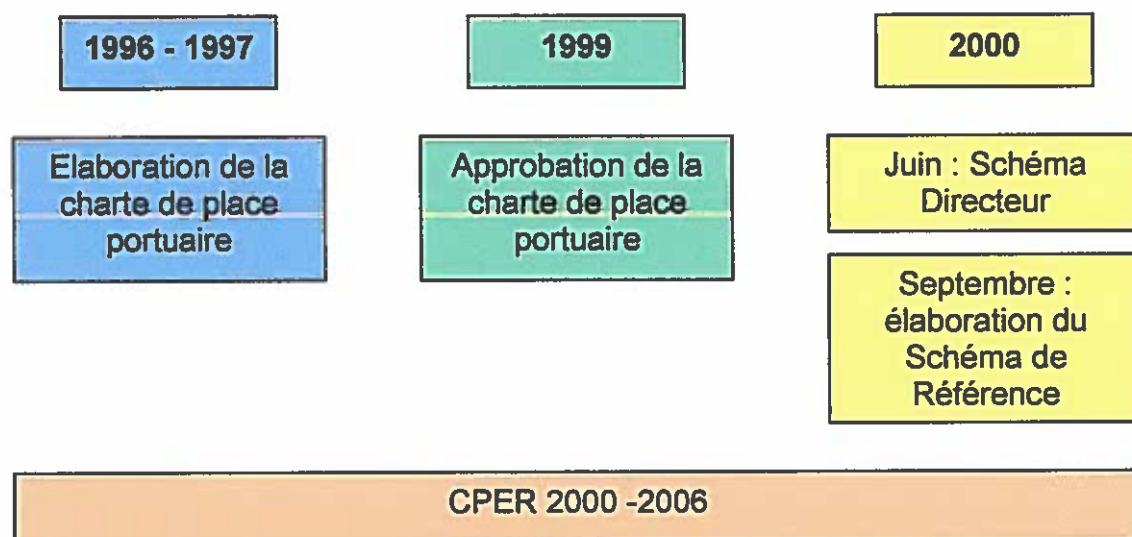 1996 - 1997
1999
2000
Elaboration de la
charte de place
portuaire
Approbation de la
charte de place
portuaire
Juin : Schéma
Directeur
Septembre :
élaboration du
Schéma de
Référence
CPER 2000 -2006